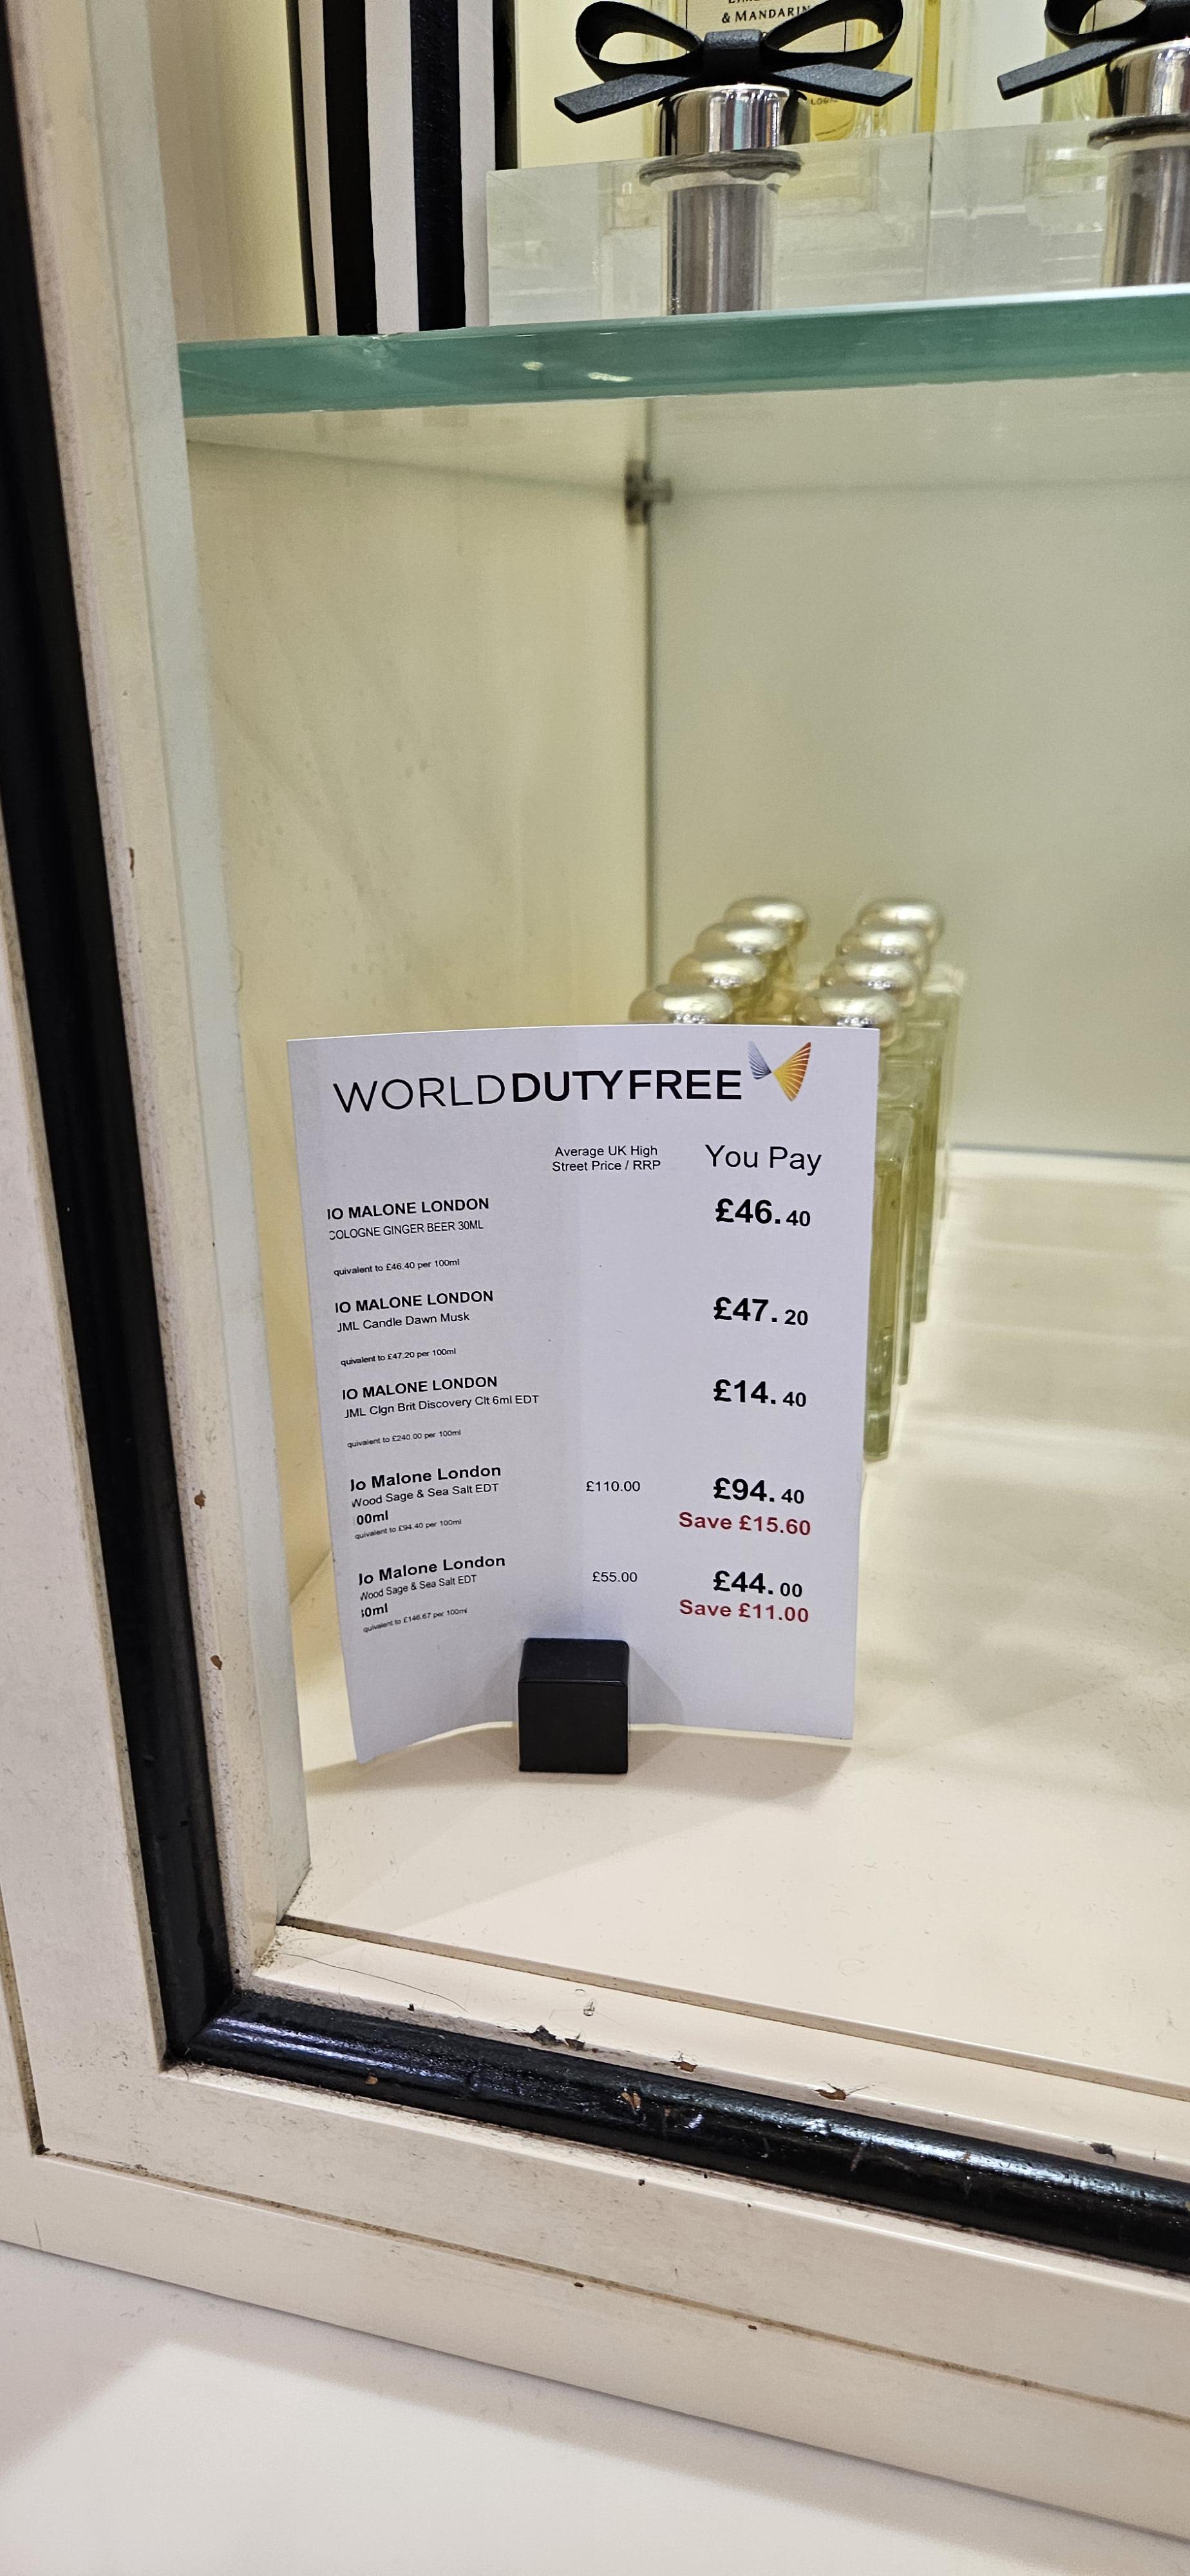 & MANDARIN
WORLDDUTYFREE
Average UK High
Street Price / RRP
You Pay
JO MALONE LONDON
£46.40
COLOGNE GINGER BEER 30ML
quivalent to £46.40 per 100ml
JO MALONE LONDON
£47.20
JML Candle Dawn Musk
quivalent to £47.20 per 100ml
JO MALONE LONDON
£14.40
JML Clgn Brit Discovery Clt 6ml EDT
quivalent to £240.00 per 100ml
Jo Malone London
£110.00
£94.40
Wood Sage & Sea Salt EDT
Save £15.60
00ml
quivalent to £94.40 per 100ml
Jo Malone London
£55.00
£44.00
Wood Sage & Sea Salt EDT
Save £11.00
30ml
quivalent to £146.67 per 100ml